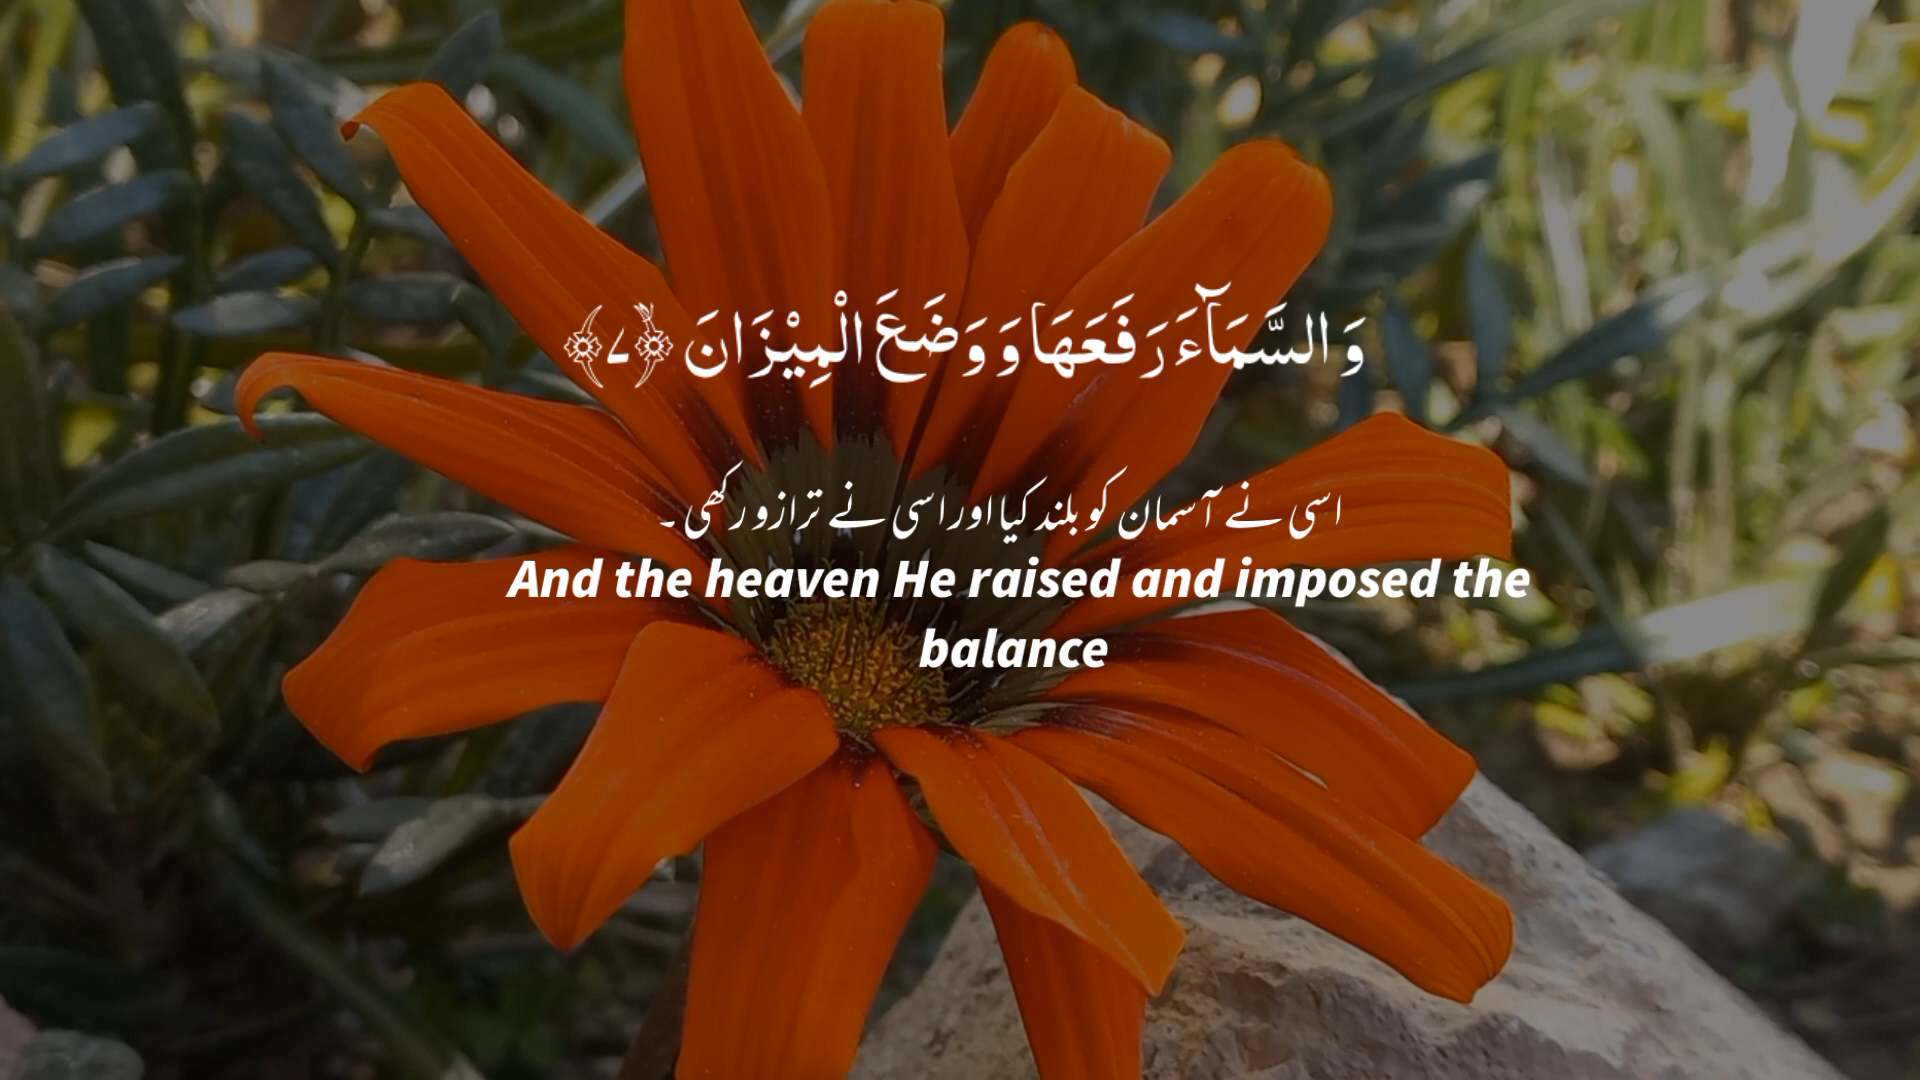 وَ السَّمَآءَ رَفَعَهَا وَ وَضَعَ الْمِیْزَانَ ﴿۷﴾
اسی نے آسمان کو بلند کیا اور اسی نے ترازو رکھی ۔
And the heaven He raised and imposed the
balance